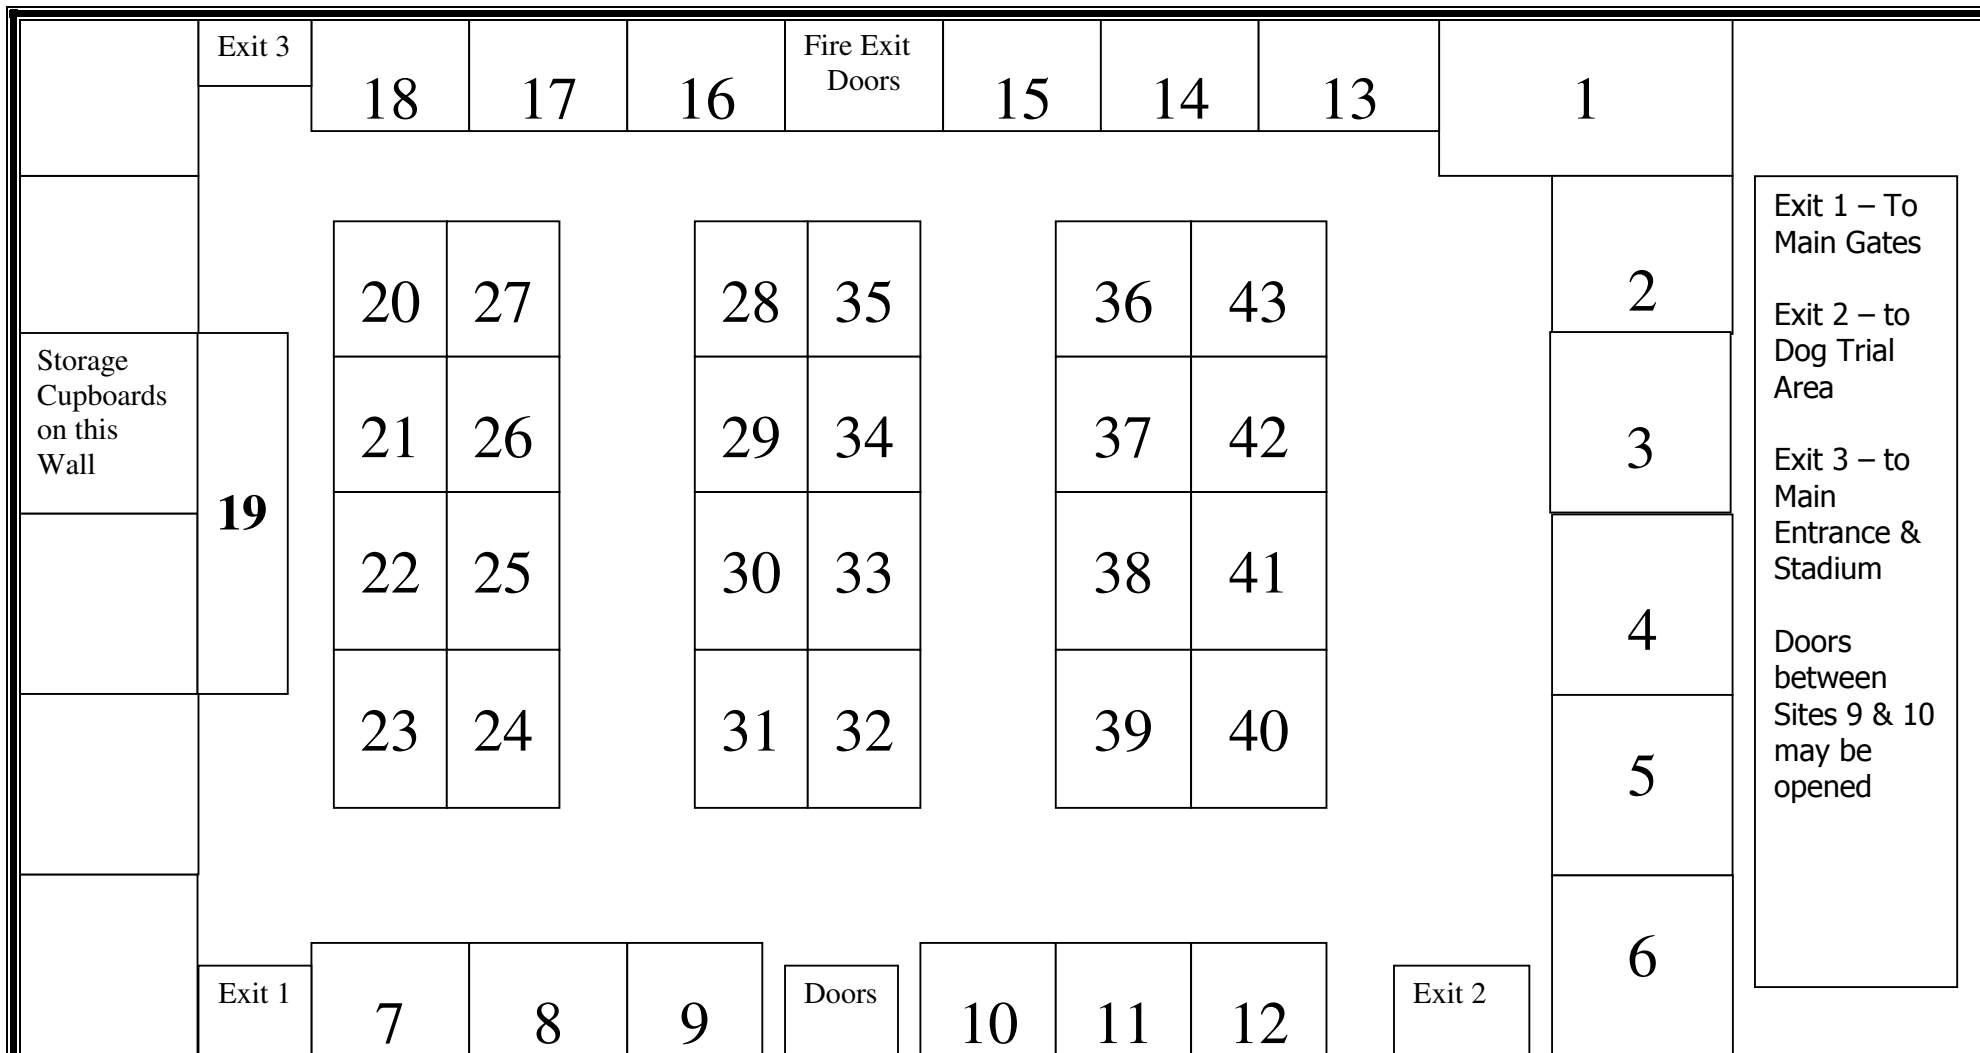 Exit 3
18
17
16
Fire Exit
Doors
15
14
13
1
Exit 1 – To
Main Gates
Exit 2 – to
Dog Trial
Area
Exit 3 – to
Main
Entrance &
Stadium
Doors
between
Sites 9 & 10
may be
opened
2
20
27
28
35
36
43
Storage
Cupboards
on this
Wall
19
21
26
29
34
37
42
3
22
25
30
33
38
41
4
23
24
31
32
39
40
5
6
Exit 1
7
8
9
Doors
10
11
12
Exit 2